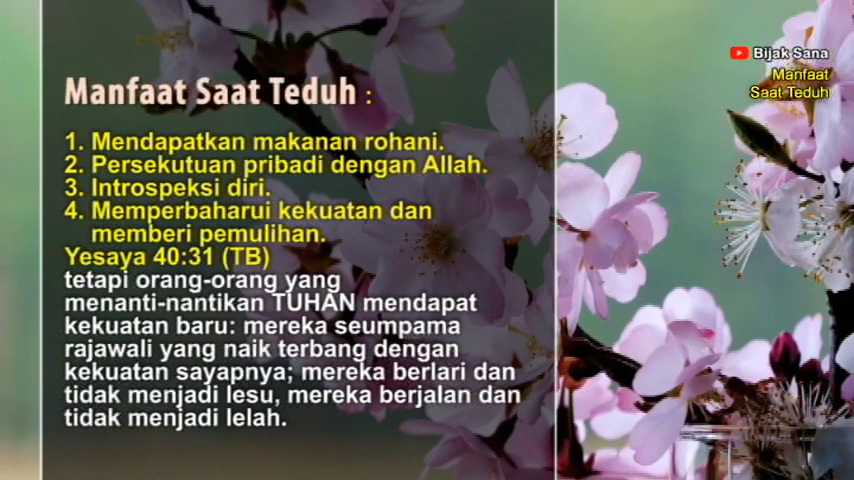 Manfaat Saat Teduh :
1. Mendapatkan makanan rohani.
2. Persekutuan pribadi dengan Allah.
3. Introspeksi diri.
4. Memperbaharui kekuatan dan
memberi pemulihan.
Yesaya 40:31 (TB)
tetapi orang-orang yang
menanti-nantikan TUHAN mendapat
kekuatan baru: mereka seumpama
rajawali yang naik terbang dengan
kekuatan sayapnya; mereka berlari dan
tidak menjadi lesu, mereka berjalan dan
tidak menjadi lelah.
Bijak Sana
Manfaat
Saat Teduh